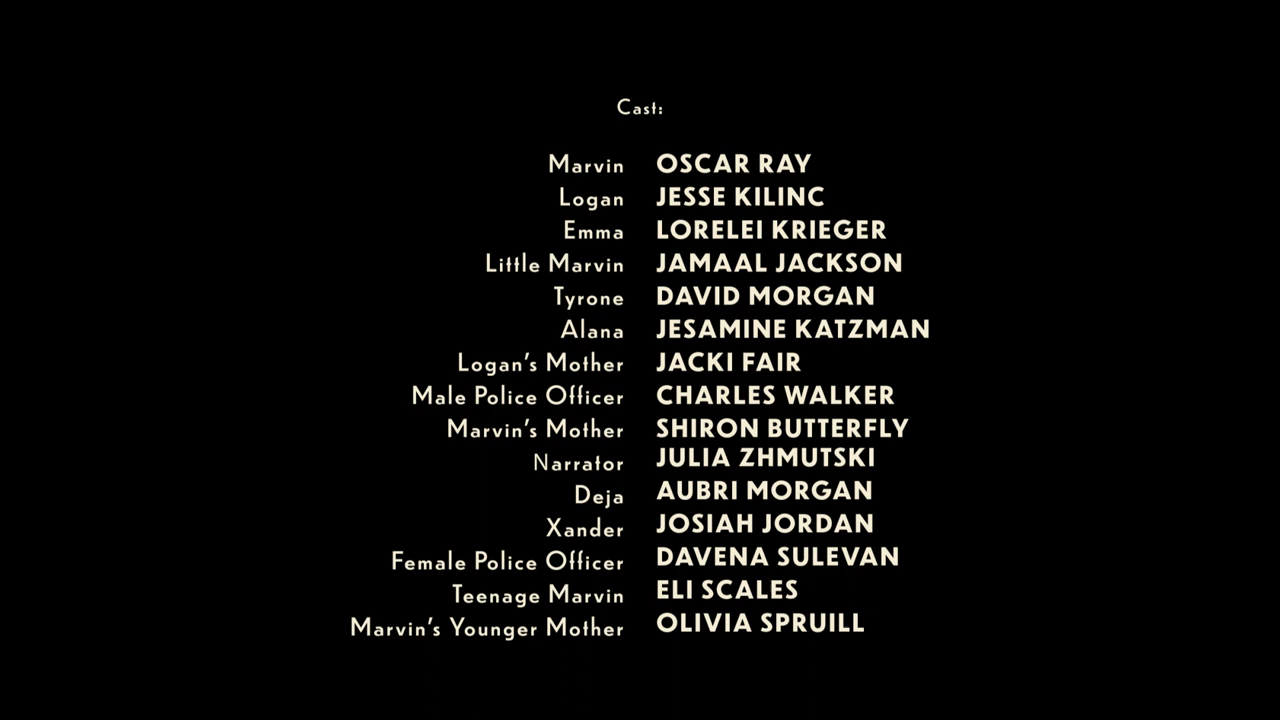 Cast:
Marvin OSCAR RAY
Logan JESSE KILINC
Emma LORELEI KRIEGER
Little Marvin JAMAAL JACKSON
Tyrone DAVID MORGAN
Alana JESAMINE KATZMAN
Logan's Mother JACKI FAIR
Male Police Officer CHARLES WALKER
Marvin's Mother SHIRON BUTTERFLY
Narrator JULIA ZHMUTSKI
Deja AUBRI MORGAN
Xander JOSIAH JORDAN
Female Police Officer DAVENA SULEVAN
Teenage Marvin ELI SCALES
Marvin's Younger Mother OLIVIA SPRUILL